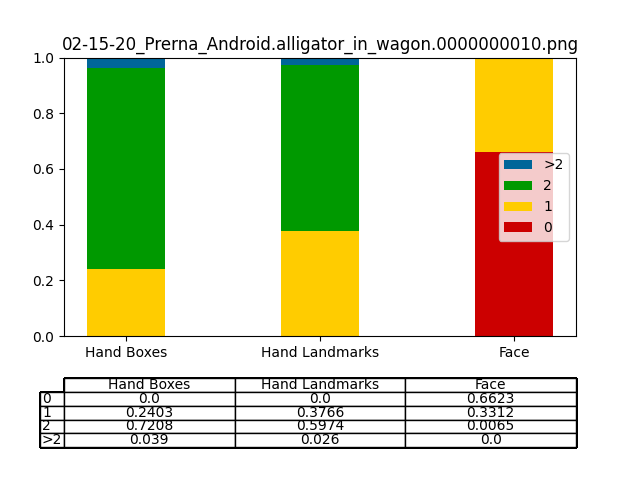 02-15-20_Prerna_Android.alligator_in_wagon.0000000010.png
1.0
0.8
0.6
0.4
0.2
0.0
>2
2
1
0
Hand Boxes Hand Landmarks Face
Hand Boxes Hand Landmarks Face
0 0.0 0.0 0.6623
1 0.2403 0.3766 0.3312
2 0.7208 0.5974 0.0065
>2 0.039 0.026 0.0